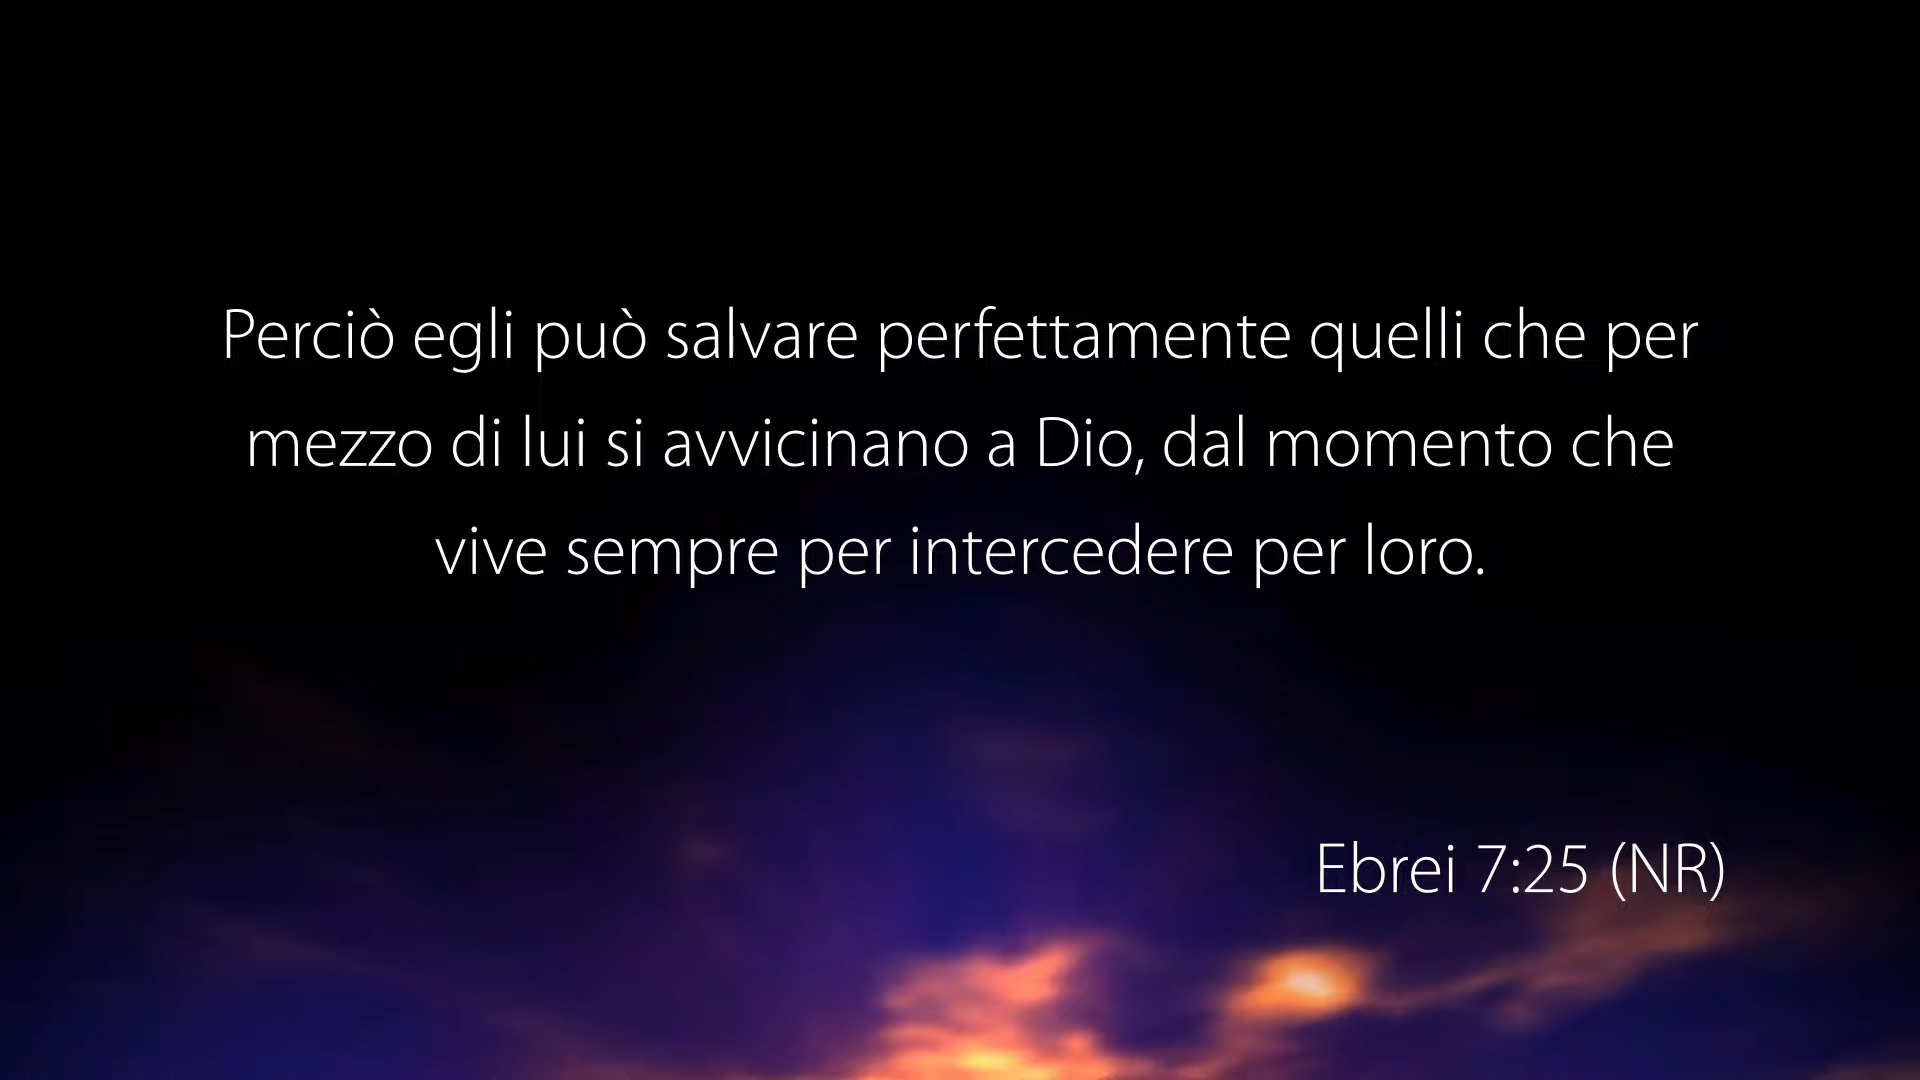 Perciò egli può salvare perfettamente quelli che per
mezzo di lui si avvicinano a Dio, dal momento che
vive sempre per intercedere per loro.
Ebrei 7:25 (NR)